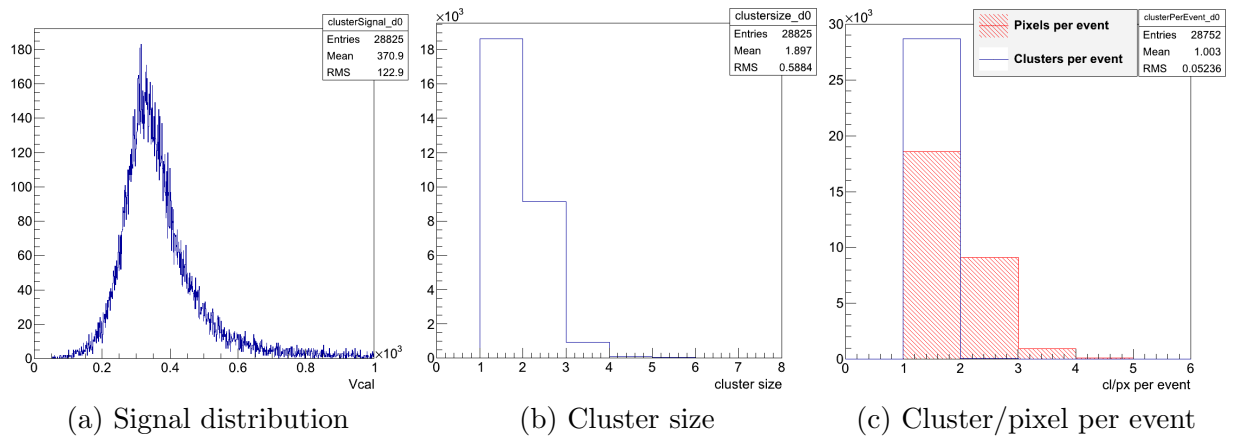 clusterSignal_d0
Entries 28825
Mean 370.9
RMS 122.9
180
160
140
120
100
80
60
40
20
0
0 0.2 0.4 0.6 0.8 1
×10³
Vcal
(a) Signal distribution
×10³
clustersize_d0
Entries 28825
Mean 1.897
RMS 0.5884
18
16
14
12
10
8
6
4
2
0
0 1 2 3 4 5 6 7 8
cluster size
(b) Cluster size
30×10³
Pixels per event
Clusters per event
clusterPerEvent_d0
Entries 28752
Mean 1.003
RMS 0.05236
25
20
15
10
5
0
0 1 2 3 4 5 6
cl/px per event
(c) Cluster/pixel per event